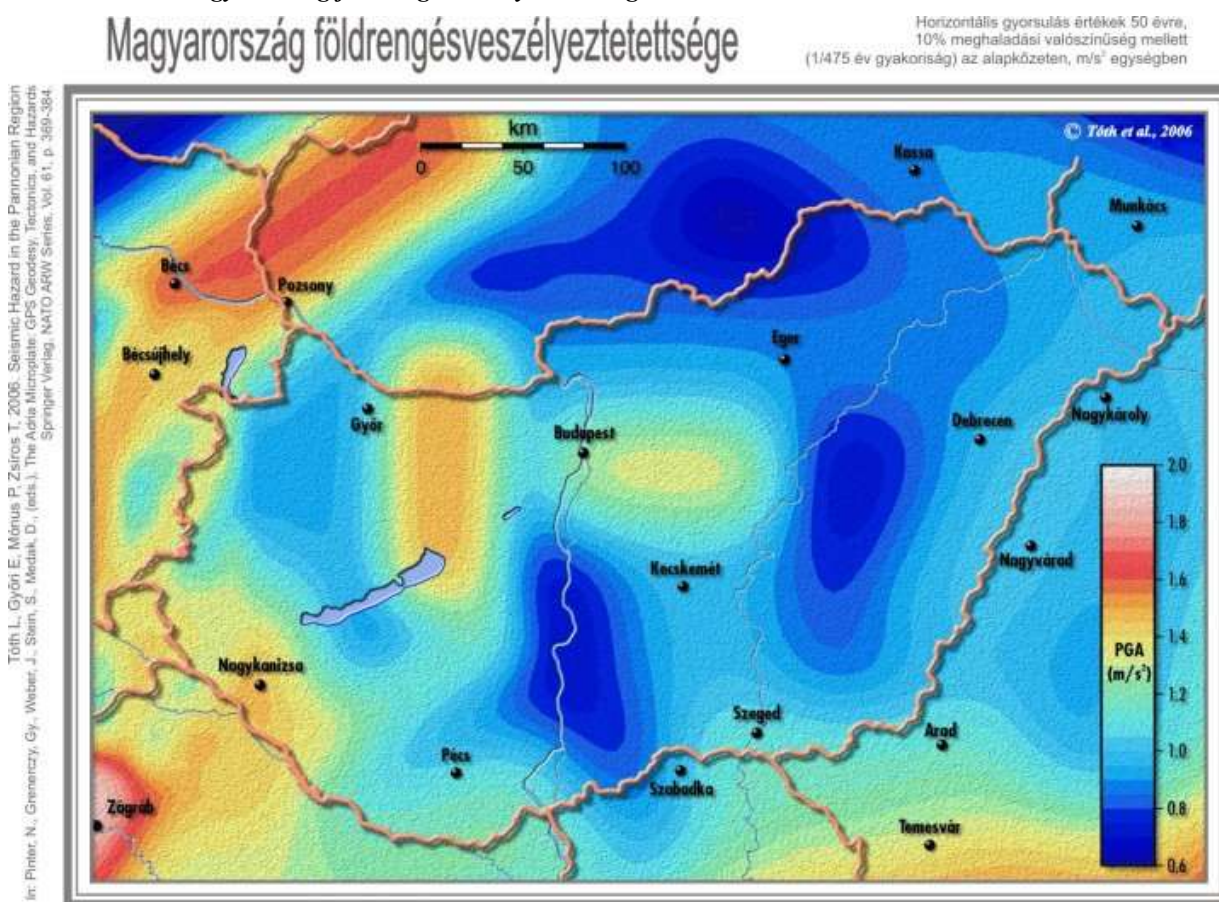 Magyarország földrengésveszélyeztetettsége
Horizontális gyorsulás értékek 50 évre,
10% meghaladási valószínűség mellett
(1/475 év gyakoriság) az alapkőzeten, m/s² egységben
Tóth L., Győri E, Mónus P, Zsíros T, 2006. Seismic Hazard in the Pannonian Region
In: Pinter, N., Grenerczy, Gy., Weber, J., Stein, S., Medak, D., (eds.), The Adria Microplate: GPS Geodesy, Tectonics, and Hazards
Springer Verlag, NATO ARW Series, Vol. 61, p. 369-384.
km
0 50 100
© Tóth et al., 2006
Kassa
Munkács
Bécs
Pozsony
Bécsújhely
Eger
Győr
Nagykároly
Debrecen
Budapest
Nagyvárad
Kecskemét
Nagykanizsa
Szeged
Arad
Pécs
Szabadka
Zágráb
Temesvár
2.0
1.8
1.6
1.4
PGA
(m/s²)
1.2
1.0
0.8
0.6